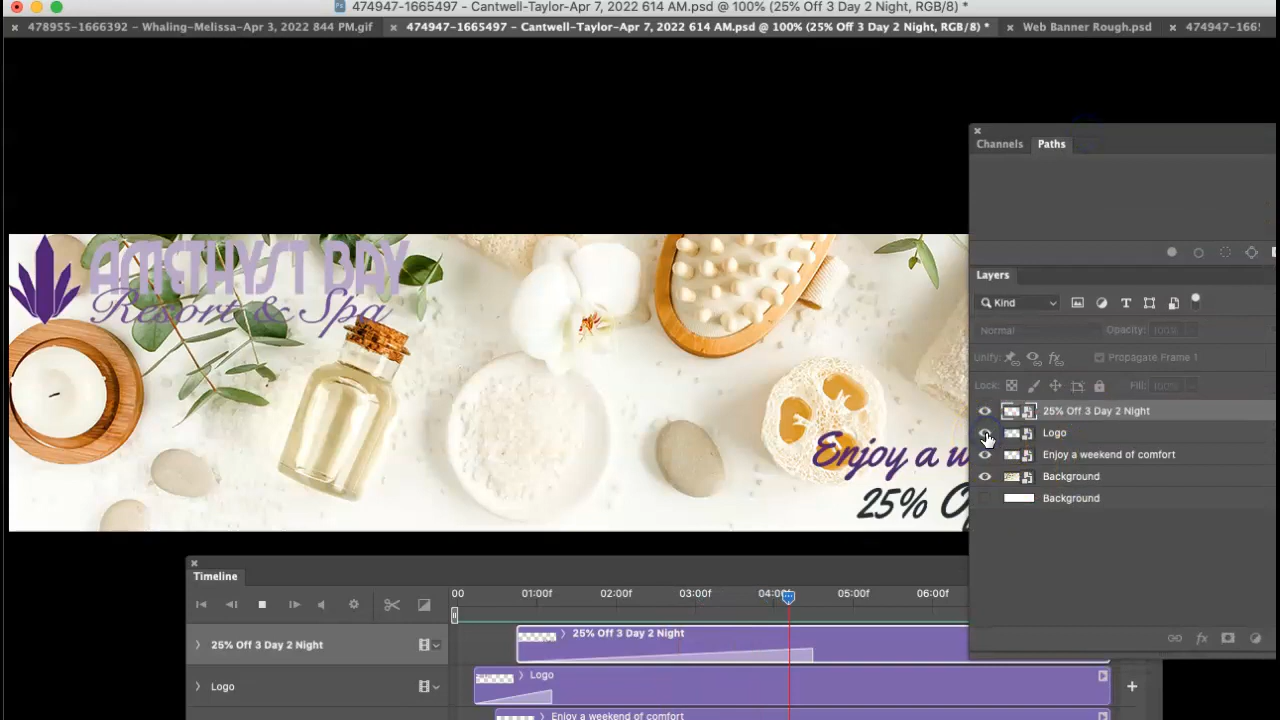 474947-1665497 - Cantwell-Taylor-Apr 7, 2022 614 AM.psd @ 100% (25% Off 3 Day 2 Night, RGB/8) *
478955-1666392 - Whaling-Melissa-Apr 3, 2022 844 PM.gif
474947-1665497 - Cantwell-Taylor-Apr 7, 2022 614 AM.psd @ 100% (25% Off 3 Day 2 Night, RGB/8) *
Web Banner Rough.psd
474947-166
Channels Paths
AMETHYST BAY
Resort & Spa
Layers
Kind
Normal Opacity: 100%
Unify: Propagate Frame 1
Lock: Fill: 100%
25% Off 3 Day 2 Night
Logo
Enjoy a weekend of comfort
Background
Background
Enjoy a w
25% O
Timeline
00 01:00f 02:00f 03:00f 04:00f 05:00f 06:00f
25% Off 3 Day 2 Night
25% Off 3 Day 2 Night
Logo
Logo
Enjoy a weekend of comfort